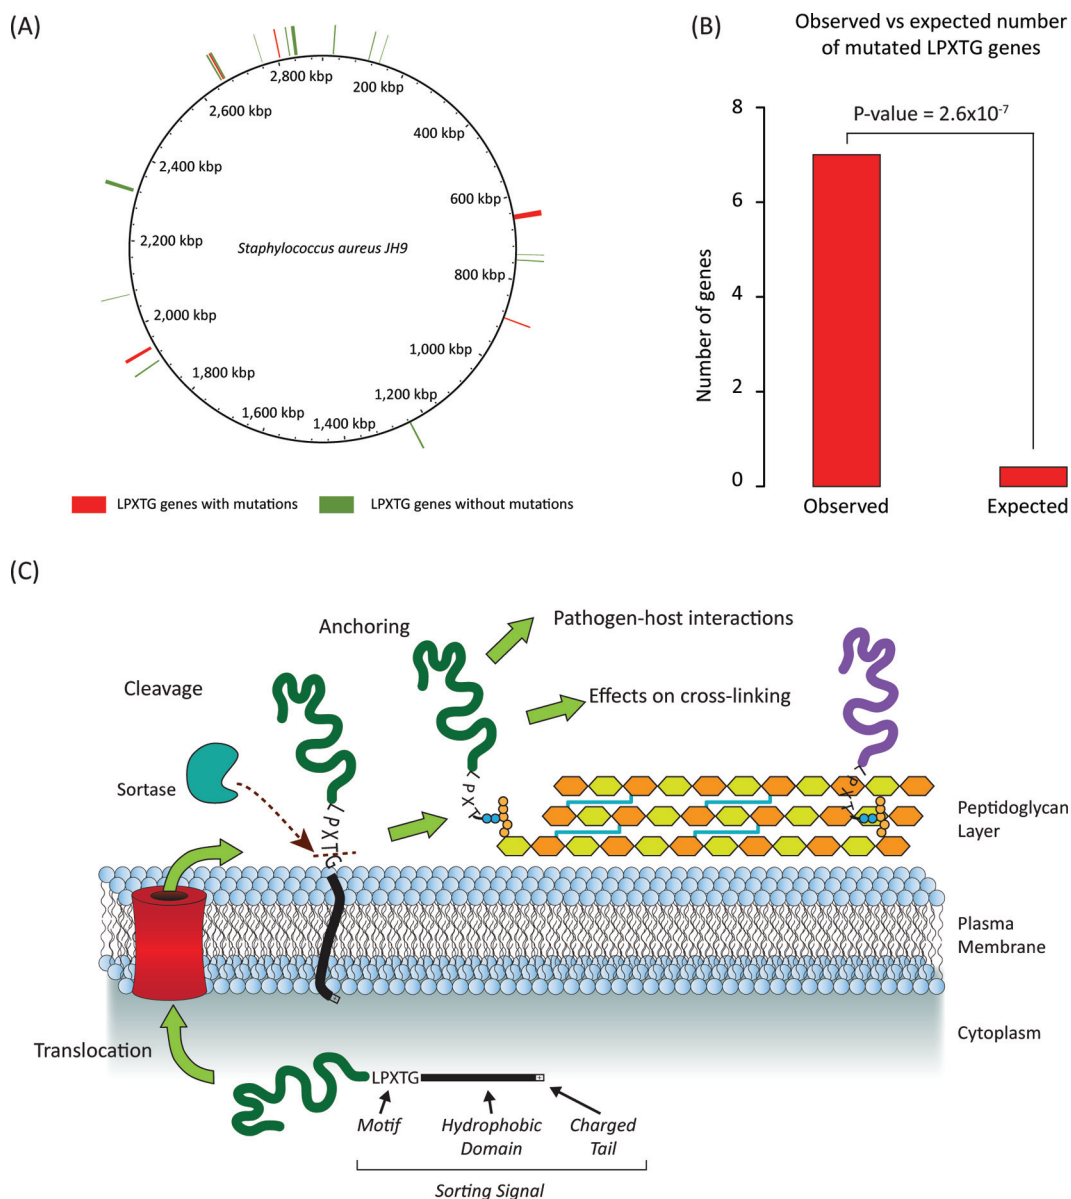 (A)
2,800 kbp
200 kbp
2,600 kbp
400 kbp
2,400 kbp
600 kbp
2,200 kbp
Staphylococcus aureus JH9
800 kbp
2,000 kbp
1,000 kbp
1,800 kbp
1,200 kbp
1,600 kbp
1,400 kbp
LPXTG genes with mutations
LPXTG genes without mutations
(B)
Observed vs expected number
of mutated LPXTG genes
P-value = 2.6x10⁻⁷
Number of genes
8
6
4
2
0
Observed
Expected
(C)
Anchoring
Pathogen-host interactions
Cleavage
Effects on cross-linking
Sortase
LPXTG
LPXT
LPXT
Peptidoglycan
Layer
Plasma
Membrane
Cytoplasm
Translocation
LPXTG
+
Motif
Hydrophobic
Domain
Charged
Tail
Sorting Signal